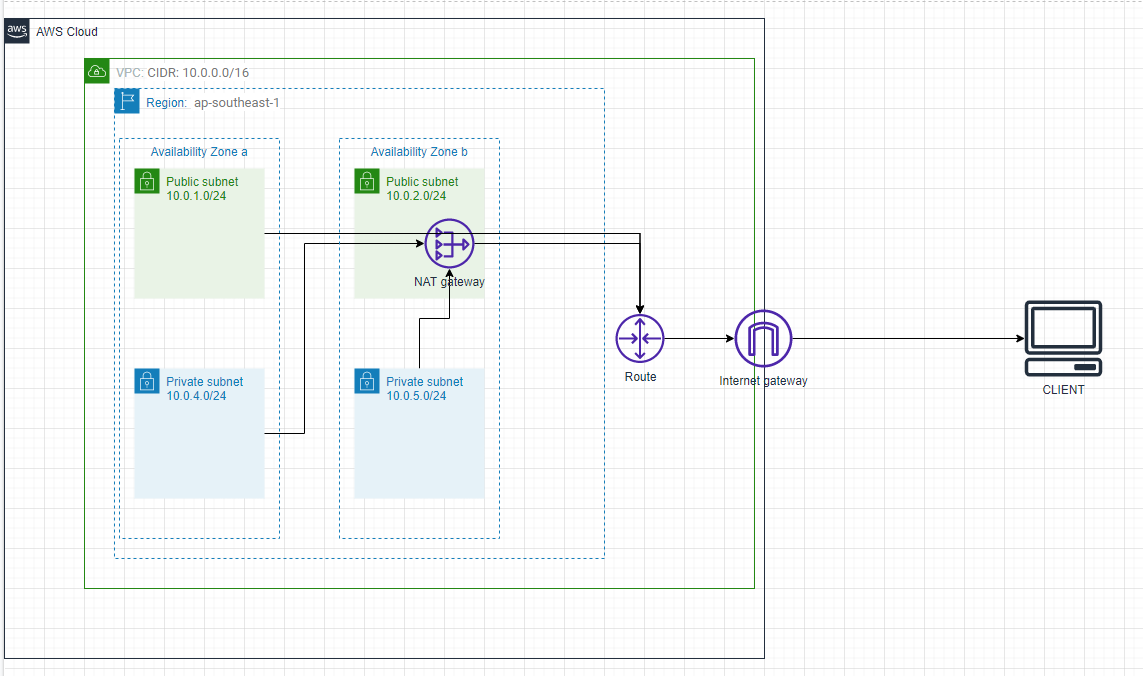 aws
AWS Cloud
VPC: CIDR: 10.0.0.0/16
Region: ap-southeast-1
Availability Zone a
Availability Zone b
Public subnet
10.0.1.0/24
Public subnet
10.0.2.0/24
NAT gateway
Private subnet
10.0.4.0/24
Private subnet
10.0.5.0/24
Route
Internet gateway
CLIENT